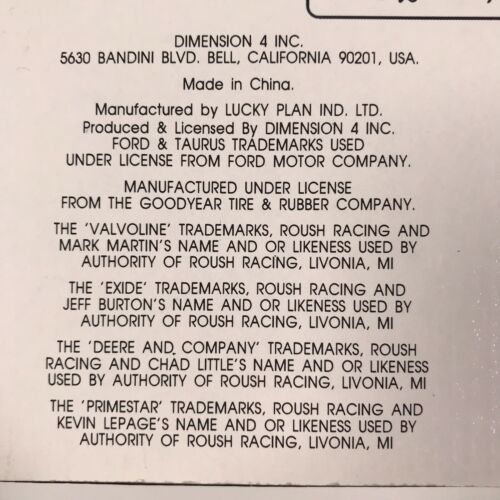 DIMENSION 4 INC.
5630 BANDINI BLVD. BELL, CALIFORNIA 90201, USA.
Made in China.
Manufactured by LUCKY PLAN IND. LTD.
Produced & Licensed By DIMENSION 4 INC.
FORD & TAURUS TRADEMARKS USED
UNDER LICENSE FROM FORD MOTOR COMPANY.
MANUFACTURED UNDER LICENSE
FROM THE GOODYEAR TIRE & RUBBER COMPANY.
THE 'VALVOLINE' TRADEMARKS, ROUSH RACING AND
MARK MARTIN'S NAME AND OR LIKENESS USED BY
AUTHORITY OF ROUSH RACING, LIVONIA, MI
THE 'EXIDE' TRADEMARKS, ROUSH RACING AND
JEFF BURTON'S NAME AND OR LIKENESS USED BY
AUTHORITY OF ROUSH RACING, LIVONIA, MI
THE 'DEERE AND COMPANY' TRADEMARKS, ROUSH
RACING AND CHAD LITTLE'S NAME AND OR LIKENESS
USED BY AUTHORITY OF ROUSH RACING, LIVONIA, MI
THE 'PRIMESTAR' TRADEMARKS, ROUSH RACING AND
KEVIN LEPAGE'S NAME AND OR LIKENESS USED BY
AUTHORITY OF ROUSH RACING, LIVONIA, MI